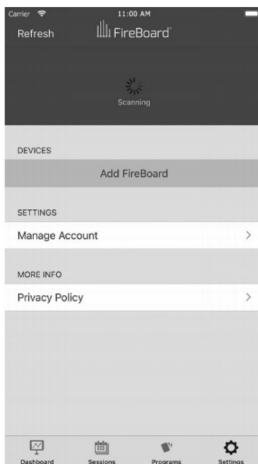 Carrier 11:00 AM
Refresh FireBoard
Scanning
DEVICES
Add FireBoard
SETTINGS
Manage Account
MORE INFO
Privacy Policy
Dashboard Sessions Programs Settings